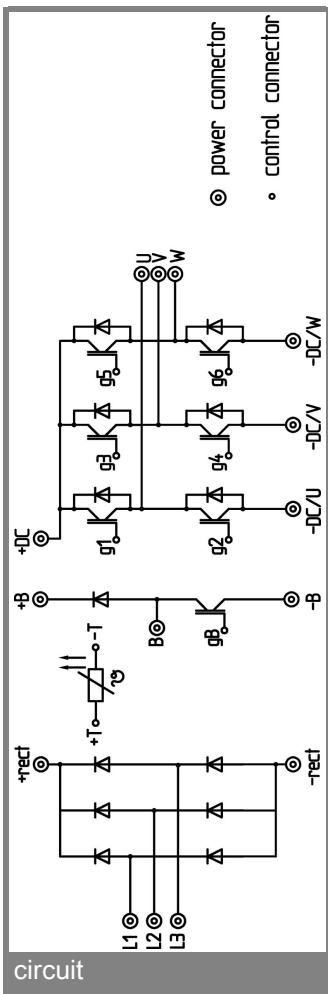 power connector
control connector
U
V
W
g5
g6
-DC/W
g3
g4
-DC/V
+DC
g1
g2
-DC/U
+B
B
gB
-B
-T
ϑ
+T
+rect
-rect
L1
L2
L3
circuit